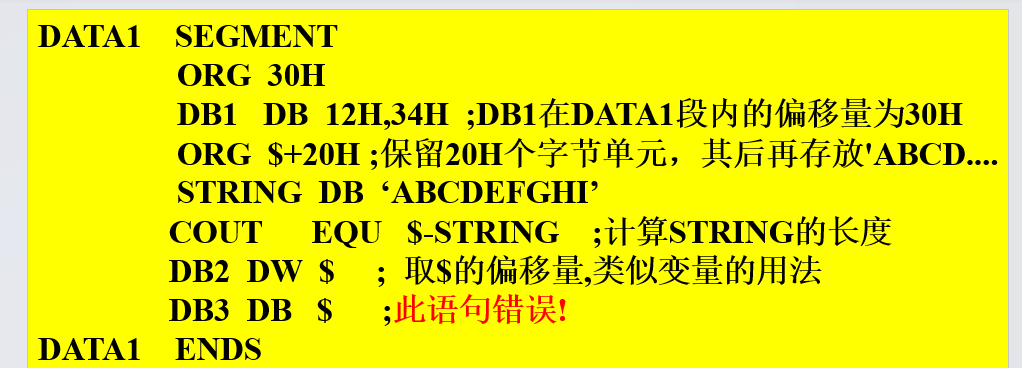 DATA1 SEGMENT
ORG 30H
DB1 DB 12H,34H ;DB1在DATA1段内的偏移量为30H
ORG $+20H ;保留20H个字节单元，其后再存放'ABCD....
STRING DB ‘ABCDEFGHI’
COUT EQU $-STRING ;计算STRING的长度
DB2 DW $ ; 取$的偏移量,类似变量的用法
DB3 DB $ ;此语句错误!
DATA1 ENDS